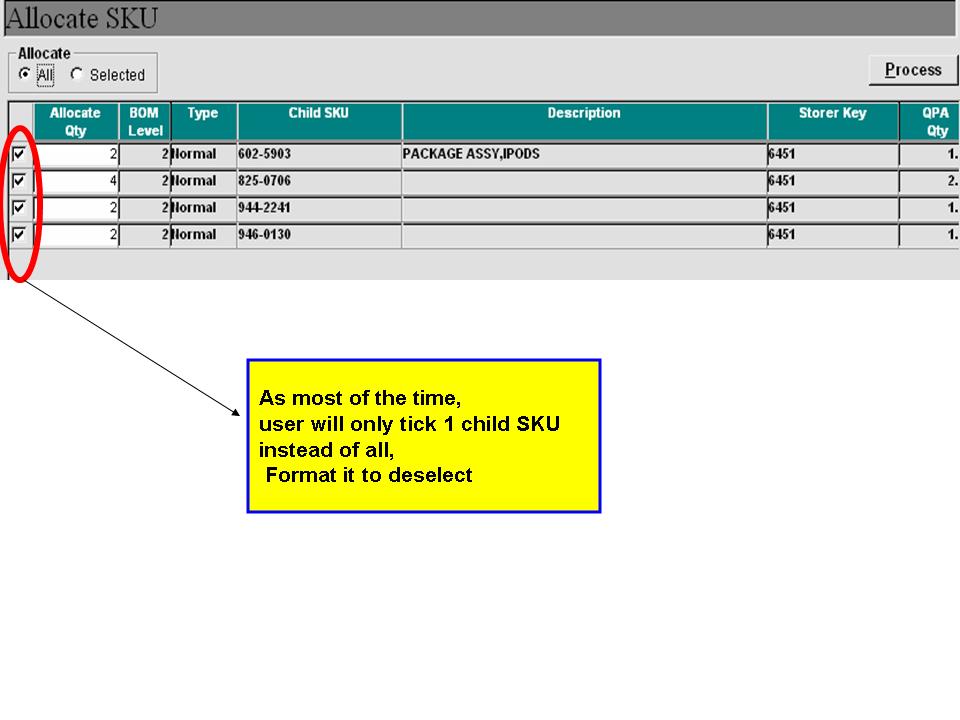 Allocate SKU
Allocate
All Selected
Process
Allocate Qty BOM Level Type Child SKU Description Storer Key QPA Qty
2 2 Normal 602-5903 PACKAGE ASSY,IPODS 6451 1.
4 2 Normal 825-0706 6451 2.
2 2 Normal 944-2241 6451 1.
2 2 Normal 946-0130 6451 1.
As most of the time,
user will only tick 1 child SKU
instead of all,
Format it to deselect